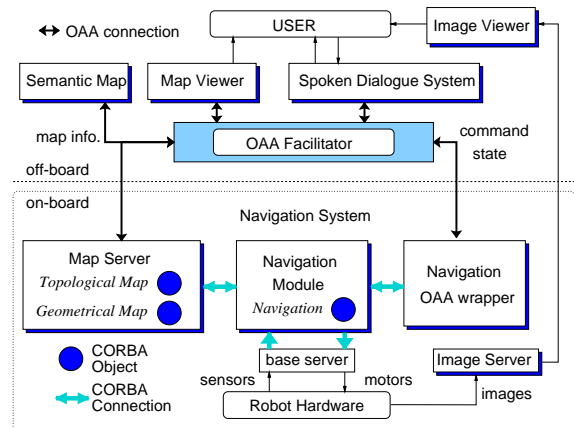 OAA connection
USER
Image Viewer
Semantic Map
Map Viewer
Spoken Dialogue System
map info.
OAA Facilitator
command
state
off-board
on-board
Navigation System
Map Server
Topological Map
Geometrical Map
Navigation
Module
Navigation
Navigation
OAA wrapper
CORBA
Object
CORBA
Connection
base server
Image Server
sensors
motors
images
Robot Hardware